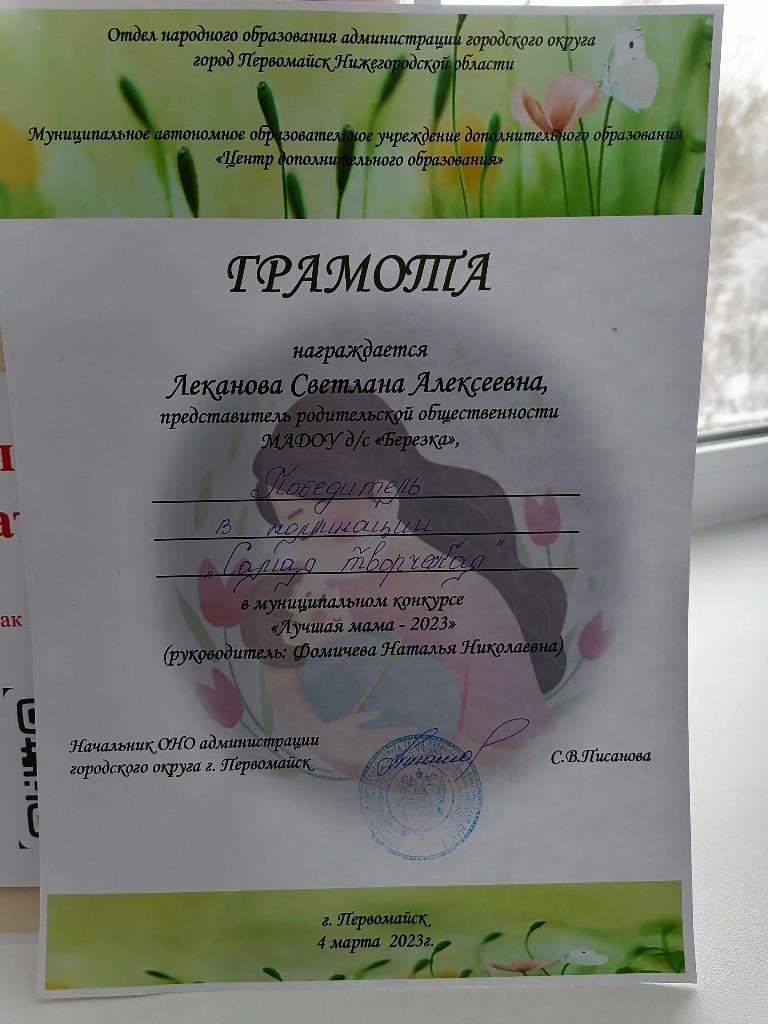 Отдел народного образования администрации городского округа
город Первомайск Нижегородской области
Муниципальное автономное образовательное учреждение дополнительного образования
«Центр дополнительного образования»
ГРАМОТА
награждается
Леканова Светлана Алексеевна,
представитель родительской общественности
МАДОУ д/с «Березка»,
Победитель
в номинации
"Самая творческая"
в муниципальном конкурсе
«Лучшая мама - 2023»
(руководитель: Фомичева Наталья Николаевна)
Начальник ОНО администрации
городского округа г. Первомайск
С.В.Писанова
г. Первомайск
4 марта 2023г.